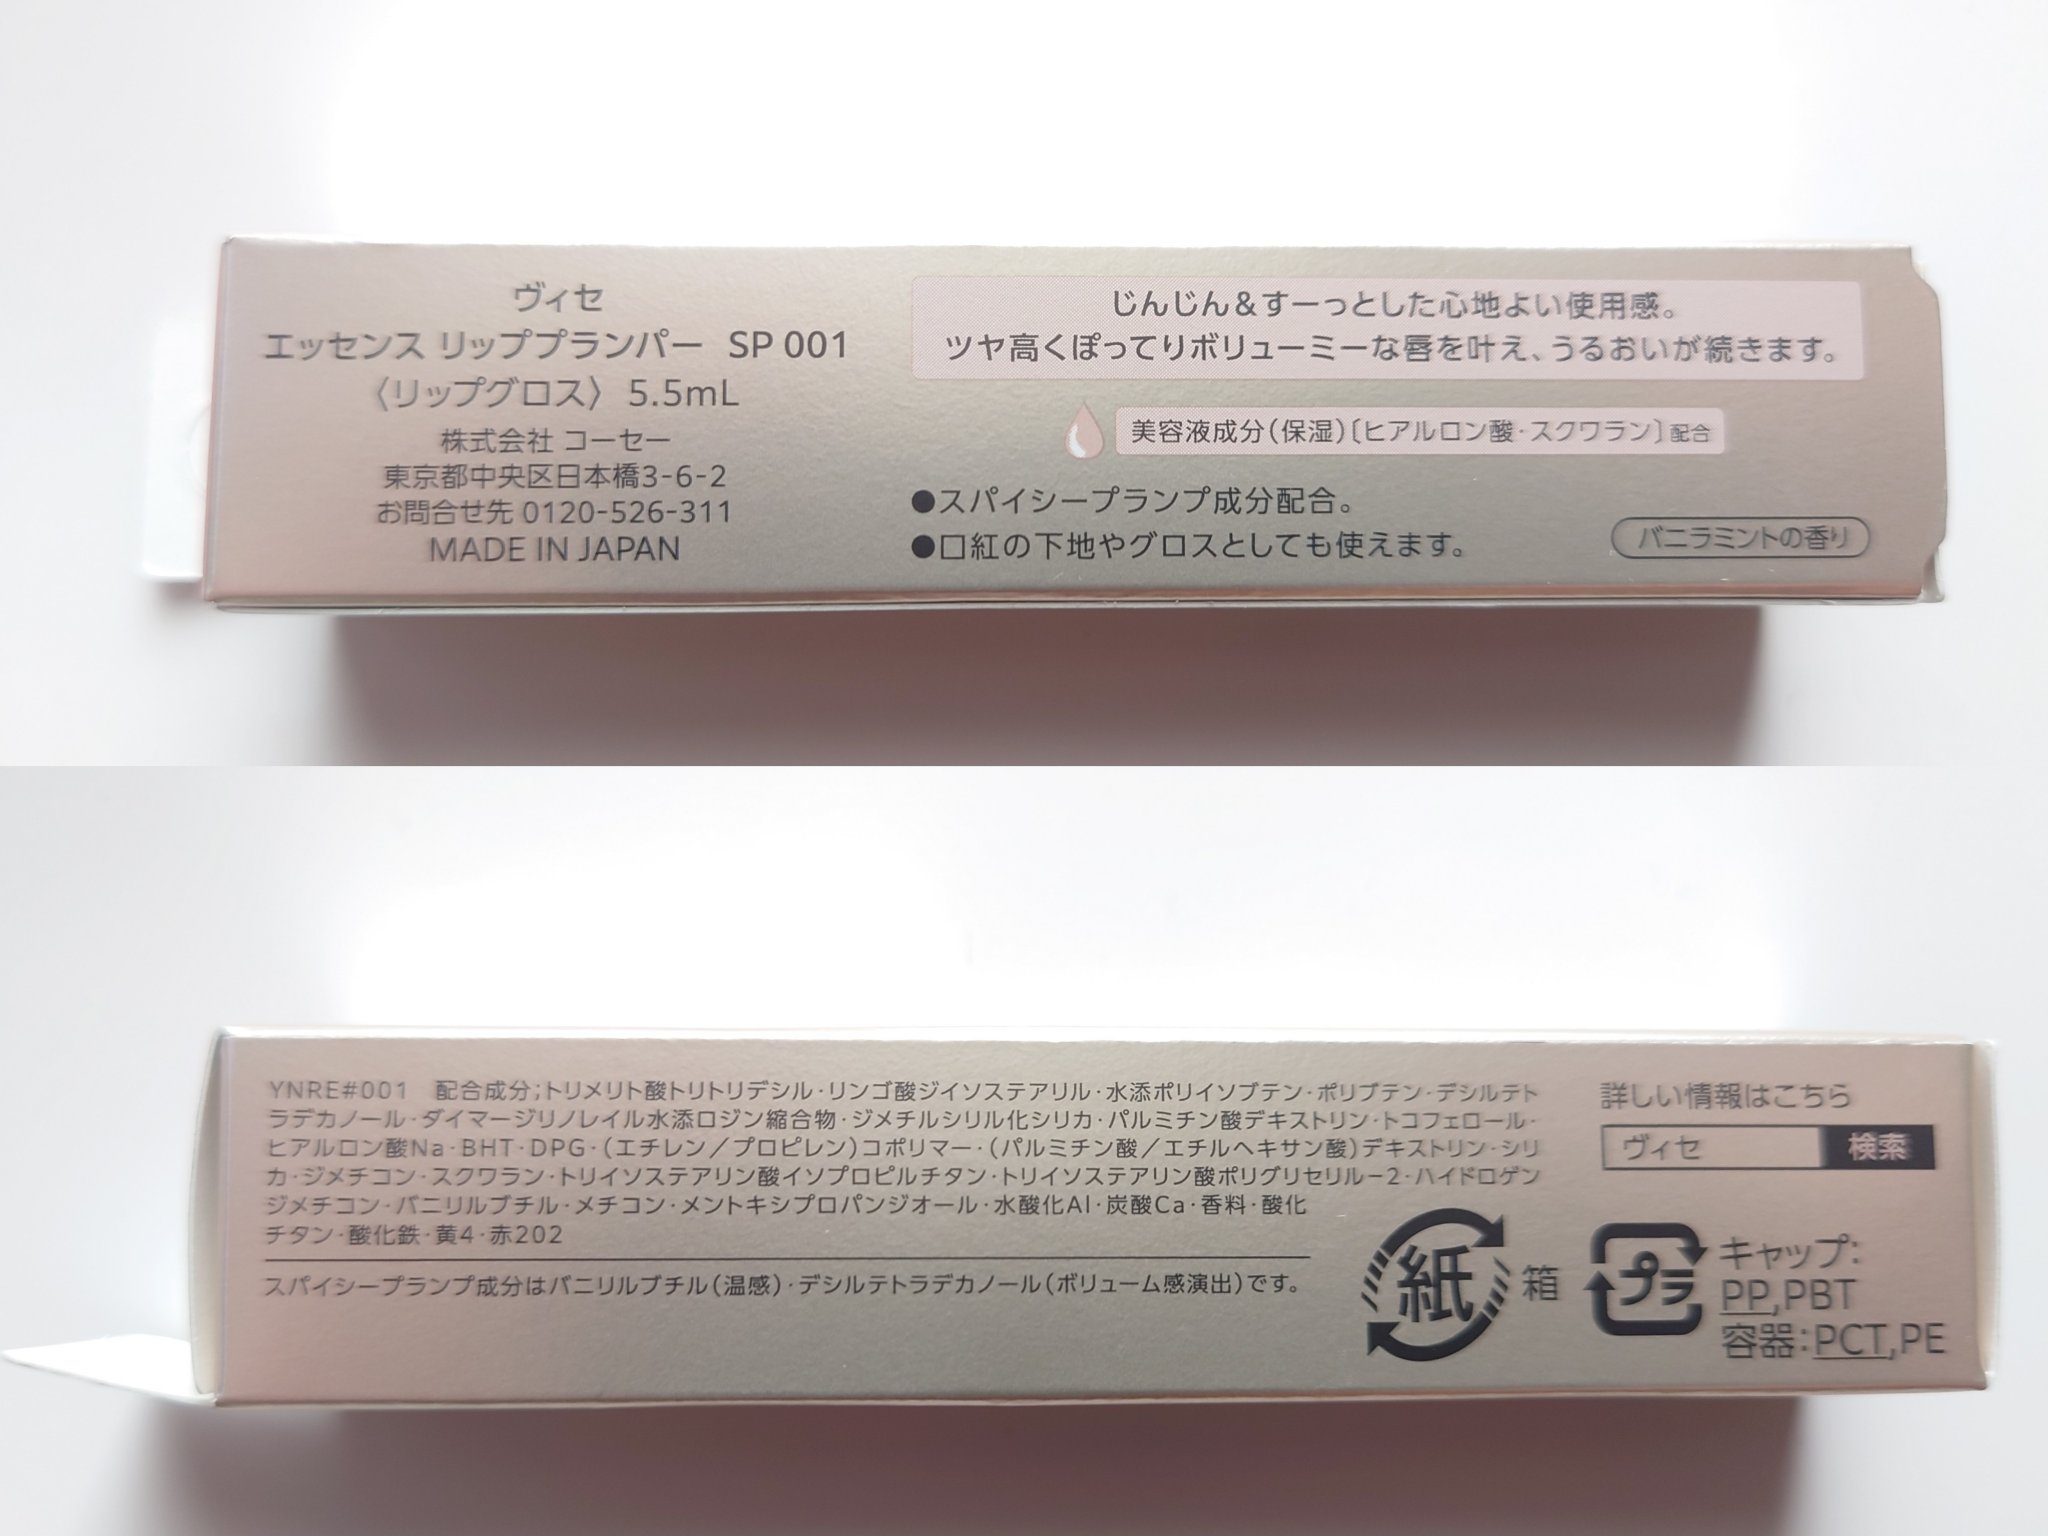 ヴィセ
エッセンス リッププランパー SP 001
〈リップグロス〉 5.5mL
株式会社 コーセー
東京都中央区日本橋3-6-2
お問合せ先 0120-526-311
MADE IN JAPAN
じんじん&すーっとした心地よい使用感。
ツヤ高くぽってりボリューミーな唇を叶え、うるおいが続きます。
美容液成分(保湿)〔ヒアルロン酸・スクワラン〕配合
●スパイシープランプ成分配合。
●口紅の下地やグロスとしても使えます。
バニラミントの香り
YNRE#001 配合成分;トリメリト酸トリトリデシル・リンゴ酸ジイソステアリル・水添ポリイソブテン・ポリブテン・デシルテト
ラデカノール・ダイマージリノレイル水添ロジン縮合物・ジメチルシリル化シリカ・パルミチン酸デキストリン・トコフェロール・
ヒアルロン酸Na・BHT・DPG・(エチレン/プロピレン)コポリマー・(パルミチン酸/エチルヘキサン酸)デキストリン・シリ
カ・ジメチコン・スクワラン・トリイソステアリン酸イソプロピルチタン・トリイソステアリン酸ポリグリセリル-2・ハイドロゲン
ジメチコン・バニリルブチル・メチコン・メントキシプロパンジオール・水酸化Al・炭酸Ca・香料・酸化
チタン・酸化鉄・黄4・赤202
スパイシープランプ成分はバニリルブチル(温感)・デシルテトラデカノール(ボリューム感演出)です。
詳しい情報はこちら
ヴィセ 検索
紙 箱
プラ
キャップ:
PP,PBT
容器:PCT,PE